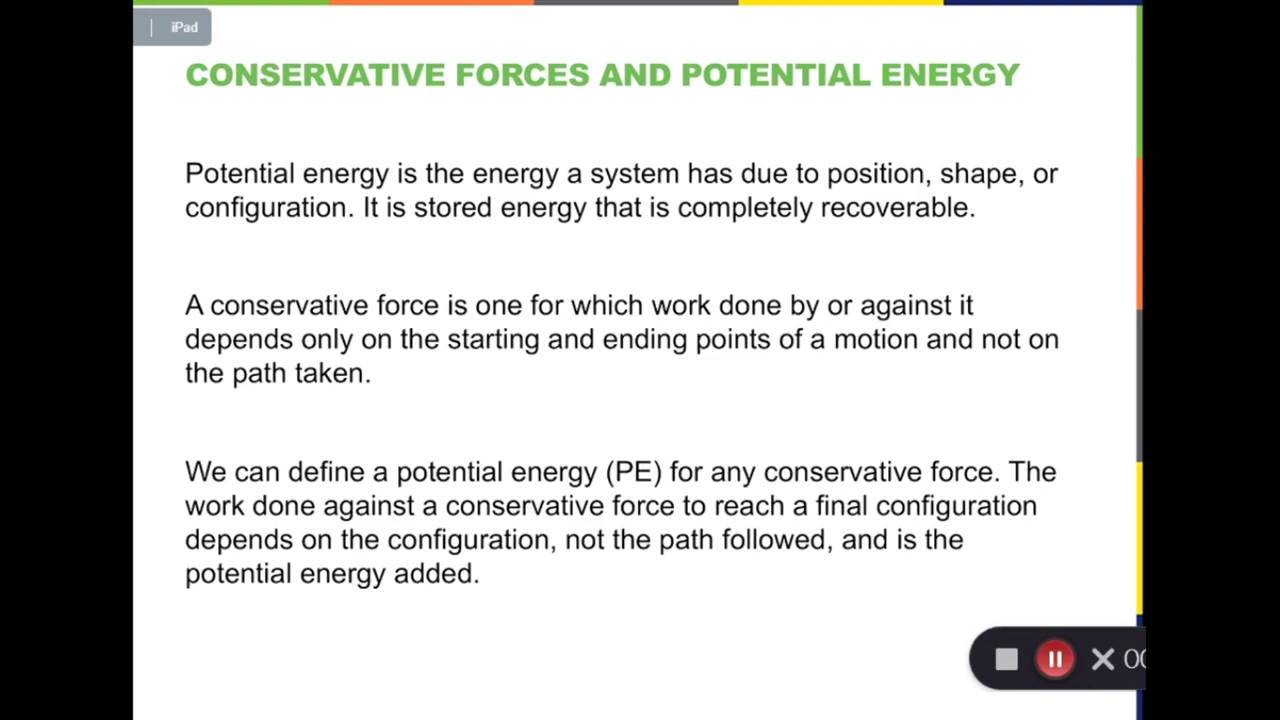 iPad
CONSERVATIVE FORCES AND POTENTIAL ENERGY
Potential energy is the energy a system has due to position, shape, or
configuration. It is stored energy that is completely recoverable.
A conservative force is one for which work done by or against it
depends only on the starting and ending points of a motion and not on
the path taken.
We can define a potential energy (PE) for any conservative force. The
work done against a conservative force to reach a final configuration
depends on the configuration, not the path followed, and is the
potential energy added.